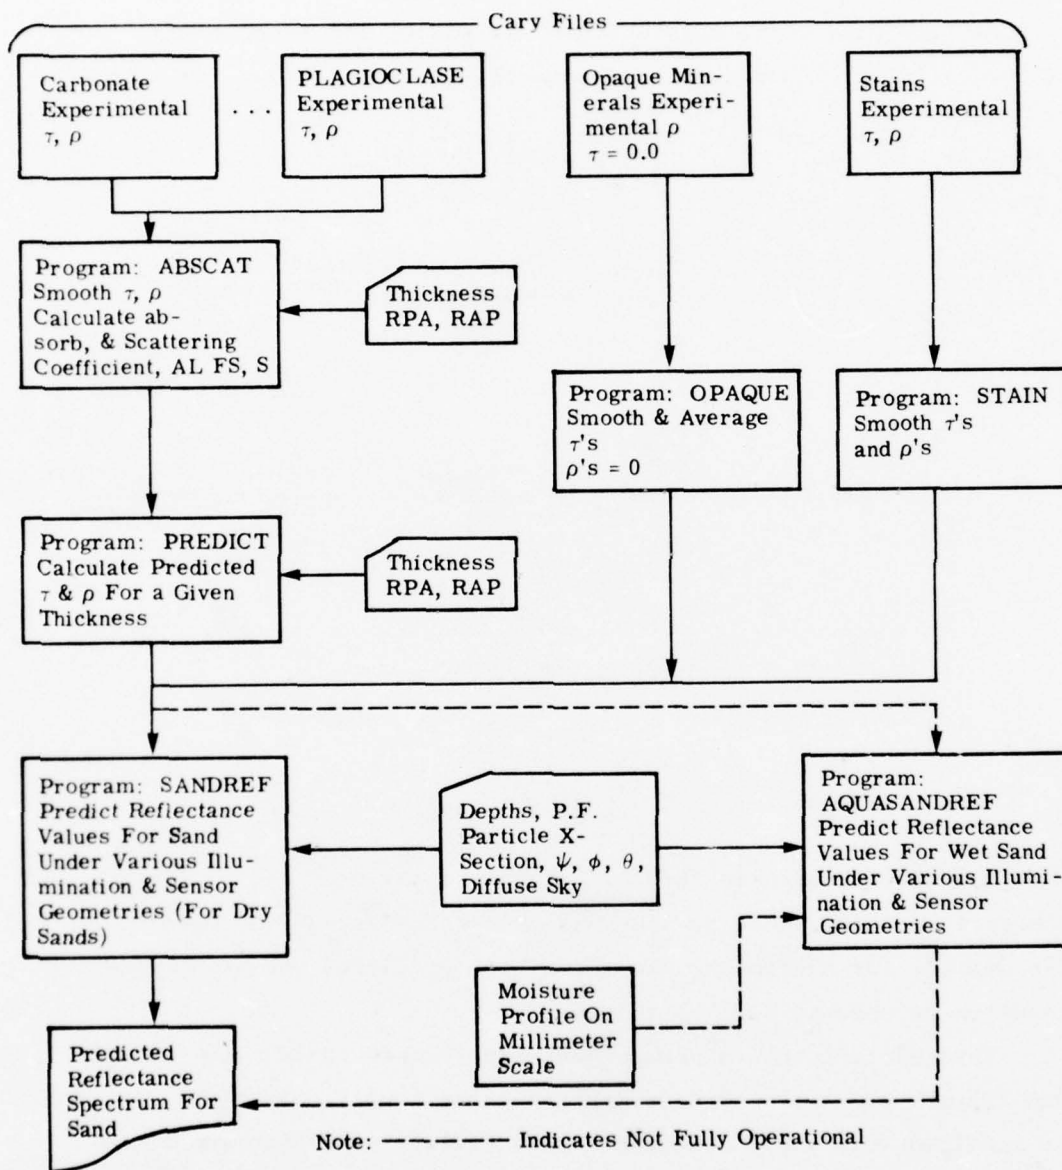 Cary Files
Carbonate
Experimental
τ, ρ
. . .
PLAGIOCLASE
Experimental
τ, ρ
Opaque Min-
erals Experi-
mental ρ
τ = 0.0
Stains
Experimental
τ, ρ
Program: ABSCAT
Smooth τ, ρ
Calculate ab-
sorb, & Scattering
Coefficient, AL FS, S
Thickness
RPA, RAP
Program: OPAQUE
Smooth & Average
τ's
ρ's = 0
Program: STAIN
Smooth τ's
and ρ's
Program: PREDICT
Calculate Predicted
τ & ρ For a Given
Thickness
Thickness
RPA, RAP
Program: SANDREF
Predict Reflectance
Values For Sand
Under Various Illu-
mination & Sensor
Geometries (For Dry
Sands)
Depths, P.F.
Particle X-
Section, ψ, ϕ, θ,
Diffuse Sky
Program:
AQUASANDREF
Predict Reflectance
Values For Wet Sand
Under Various Illumi-
nation & Sensor
Geometries
Moisture
Profile On
Millimeter
Scale
Predicted
Reflectance
Spectrum For
Sand
Note: ------ Indicates Not Fully Operational